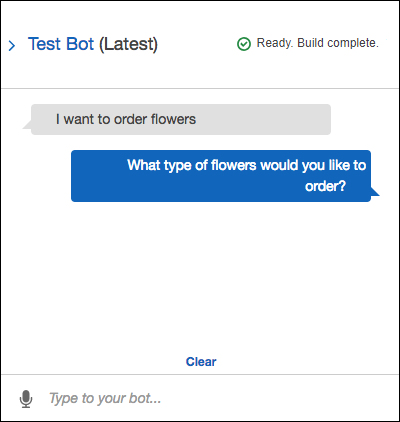 Test Bot (Latest)
Ready. Build complete.
I want to order flowers
What type of flowers would you like to
order?
Clear
Type to your bot...